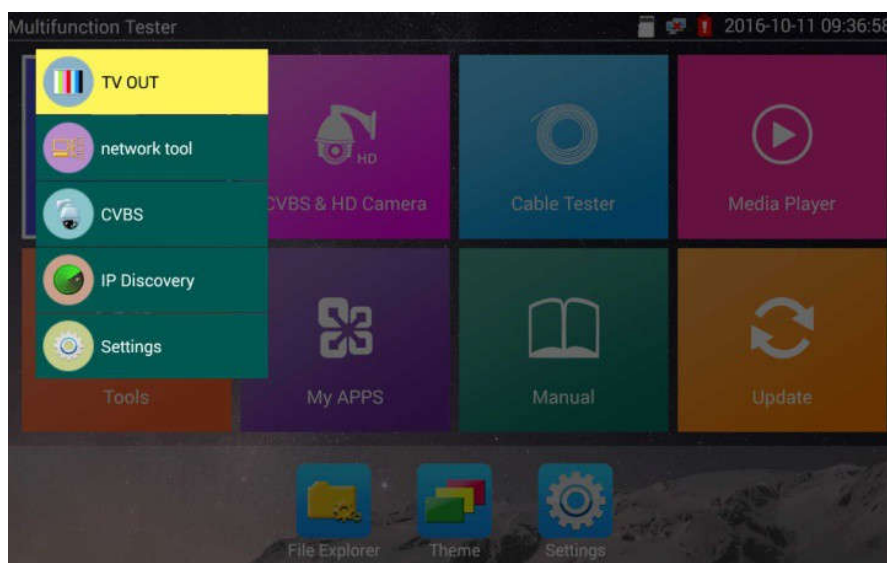 Multifunction Tester
2016-10-11 09:36:58
TV OUT
network tool
CVBS
IP Discovery
Settings
HD
CVBS & HD Camera
Cable Tester
Media Player
Tools
My APPS
Manual
Update
File Explorer
Theme
Settings